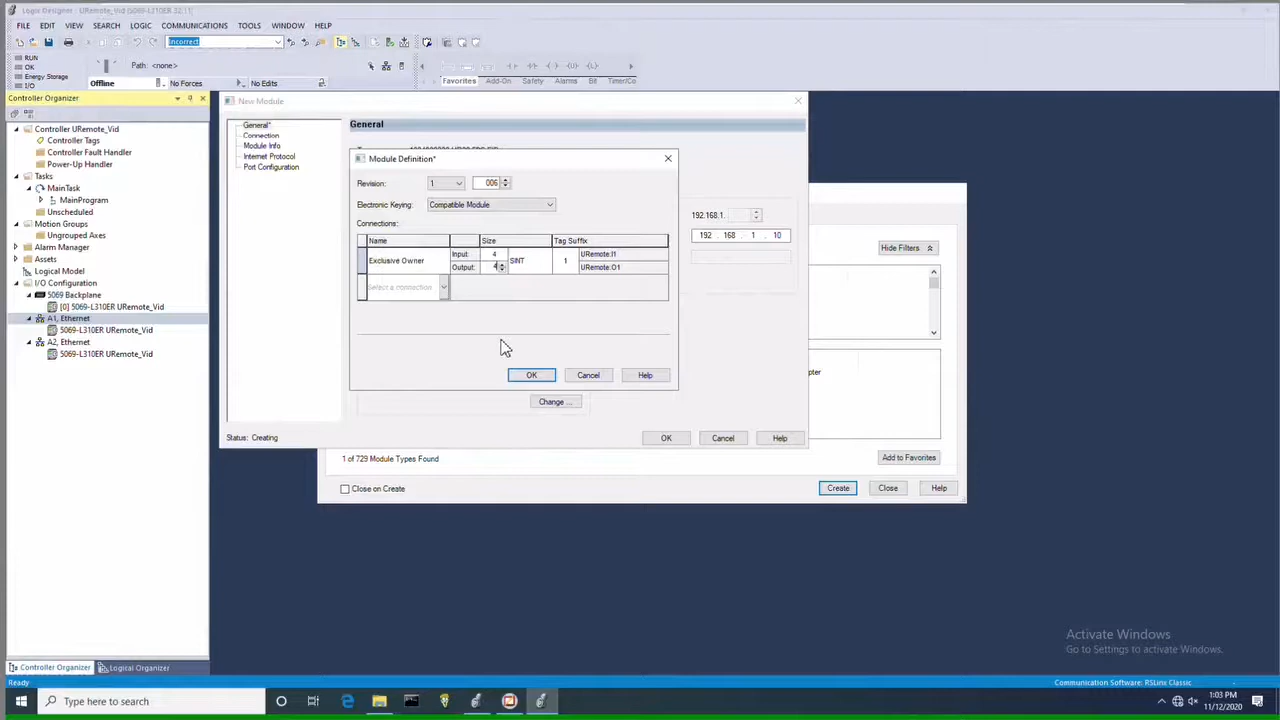 Logix Designer - URemote_Vid [5069-L310ER 32.11]
FILE EDIT VIEW SEARCH LOGIC COMMUNICATIONS TOOLS WINDOW HELP
Incorrect
RUN
OK
Energy Storage
I/O
Path: <none>
Offline
No Forces
No Edits
Favorites Add-On Safety Alarms Bit Timer/Co
Controller Organizer
Controller URemote_Vid
Controller Tags
Controller Fault Handler
Power-Up Handler
Tasks
MainTask
MainProgram
Unscheduled
Motion Groups
Ungrouped Axes
Alarm Manager
Assets
Logical Model
I/O Configuration
5069 Backplane
[0] 5069-L310ER URemote_Vid
A1, Ethernet
5069-L310ER URemote_Vid
A2, Ethernet
5069-L310ER URemote_Vid
Controller Organizer
Logical Organizer
New Module
General*
Connection
Module Info
Internet Protocol
Port Configuration
General
Module Definition*
Revision: 1 006
Electronic Keying: Compatible Module
Connections:
Name Size Tag Suffix
Exclusive Owner Input: 4 SINT 1 URemote:I1
Output: 4 URemote:O1
Select a connection
OK Cancel Help
192.168.1.
192 . 168 . 1 . 10
Change ...
Status: Creating
OK Cancel Help
Hide Filters
1 of 729 Module Types Found
Add to Favorites
Close on Create
Create Close Help
Activate Windows
Go to Settings to activate Windows.
Ready
Communication Software: RSLinx Classic
Type here to search
1:03 PM
11/12/2020